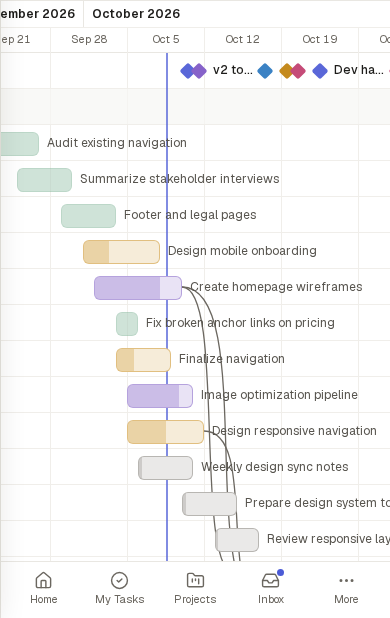 ember 2026 October 2026
ep 21 Sep 28 Oct 5 Oct 12 Oct 19 Oc
v2 to... Dev ha...
Audit existing navigation
Summarize stakeholder interviews
Footer and legal pages
Design mobile onboarding
Create homepage wireframes
Fix broken anchor links on pricing
Finalize navigation
Image optimization pipeline
Design responsive navigation
Weekly design sync notes
Prepare design system to
Review responsive lay
Home My Tasks Projects Inbox More